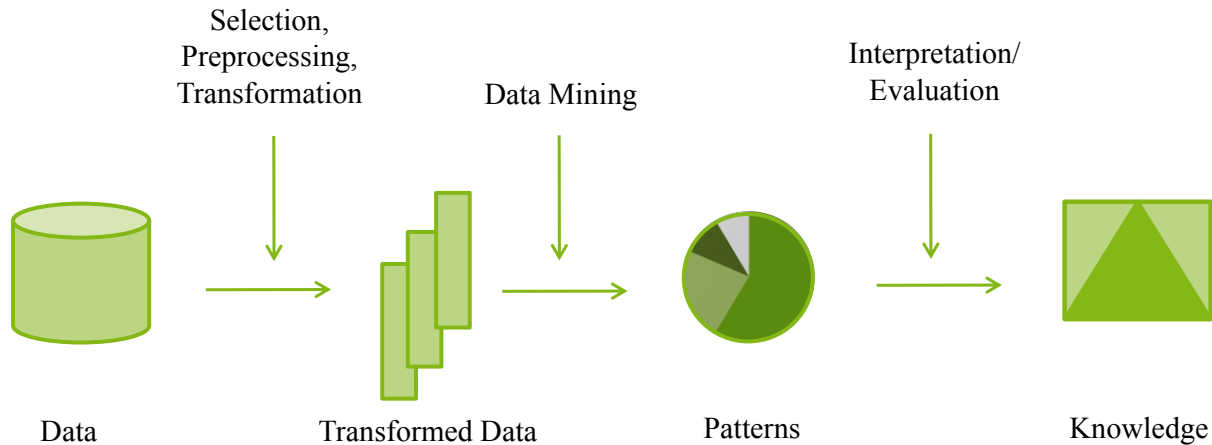 Selection,
Preprocessing,
Transformation
Data Mining
Interpretation/
Evaluation
Data
Transformed Data
Patterns
Knowledge